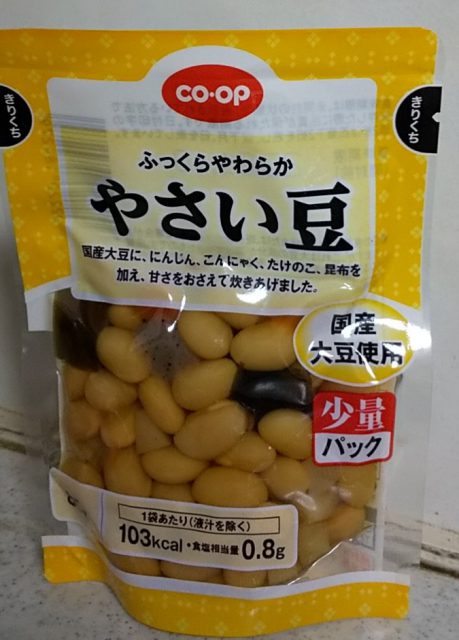 co·op
きりくち
きりくち
ふっくらやわらか
やさい豆
国産大豆に、にんじん、こんにゃく、たけのこ、昆布を
加え、甘さをおさえて炊きあげました。
国産
大豆使用
少量
パック
1袋あたり(液汁を除く)
103kcal・食塩相当量0.8g